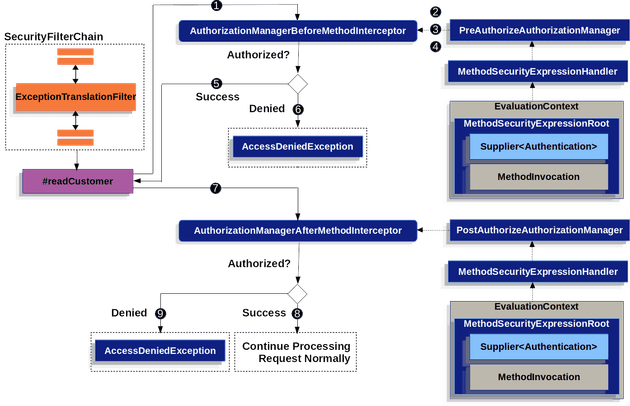 1
2
AuthorizationManagerBeforeMethodInterceptor
3
PreAuthorizeAuthorizationManager
SecurityFilterChain
4
Authorized?
MethodSecurityExpressionHandler
5
Success
ExceptionTranslationFilter
Denied
6
EvaluationContext
MethodSecurityExpressionRoot
AccessDeniedException
Supplier<Authentication>
MethodInvocation
#readCustomer
7
AuthorizationManagerAfterMethodInterceptor
PostAuthorizeAuthorizationManager
Authorized?
MethodSecurityExpressionHandler
Denied
9
Success
8
EvaluationContext
MethodSecurityExpressionRoot
AccessDeniedException
Continue Processing
Request Normally
Supplier<Authentication>
MethodInvocation